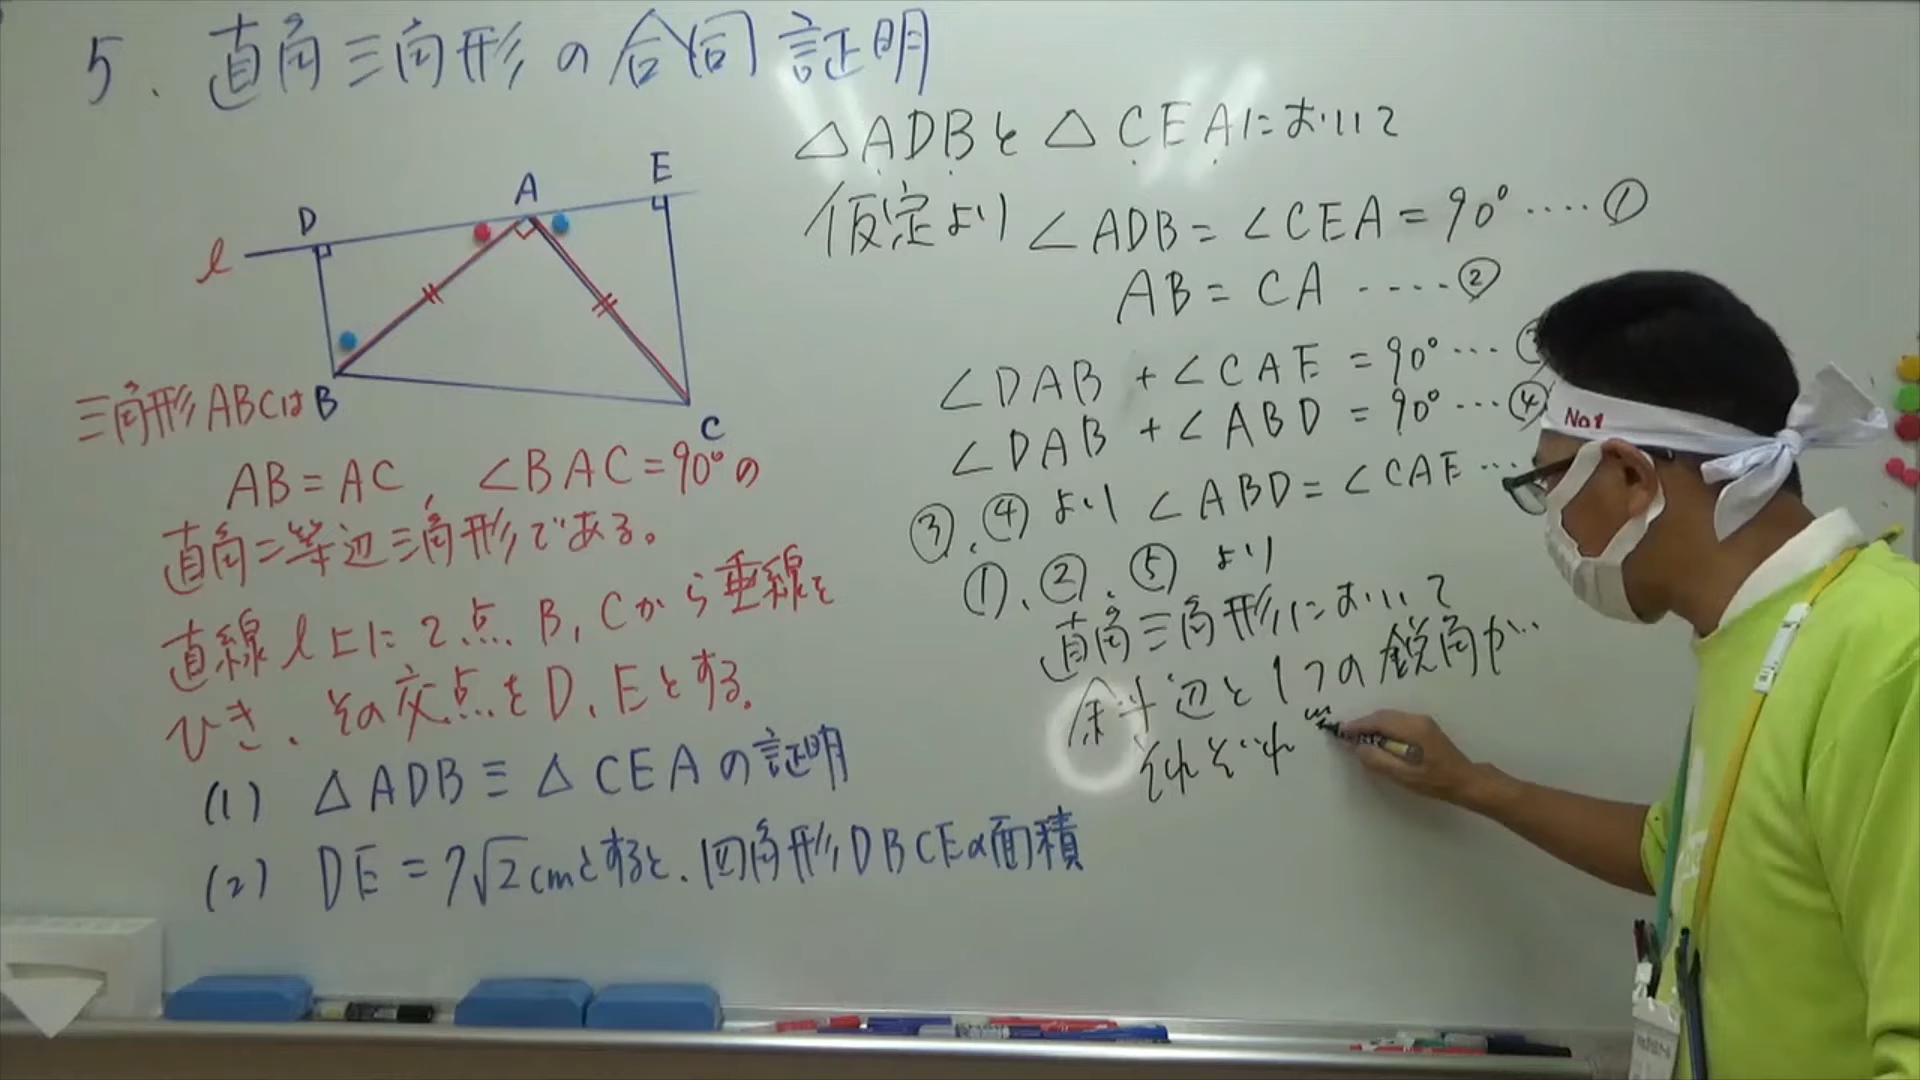 5. 直角三角形の合同証明
D
A
E
l
B
C
三角形ABCは
AB=AC, ∠BAC=90°の
直角二等辺三角形である。
直線l上に2点B,Cから垂線を
ひき、その交点をD,Eとする。
(1) △ADB≡△CEAの証明
(2) DE=7√2cmとすると、四角形DBCEの面積
△ADBと△CEAにおいて
仮定より∠ADB=∠CEA=90°....①
AB=CA ....②
∠DAB+∠CAE=90°...
∠DAB+∠ABD=90°...④
③、④より∠ABD=∠CAE...
①、②、⑤より
直角三角形において
斜辺と1つの鋭角が..
それぞれ
No1